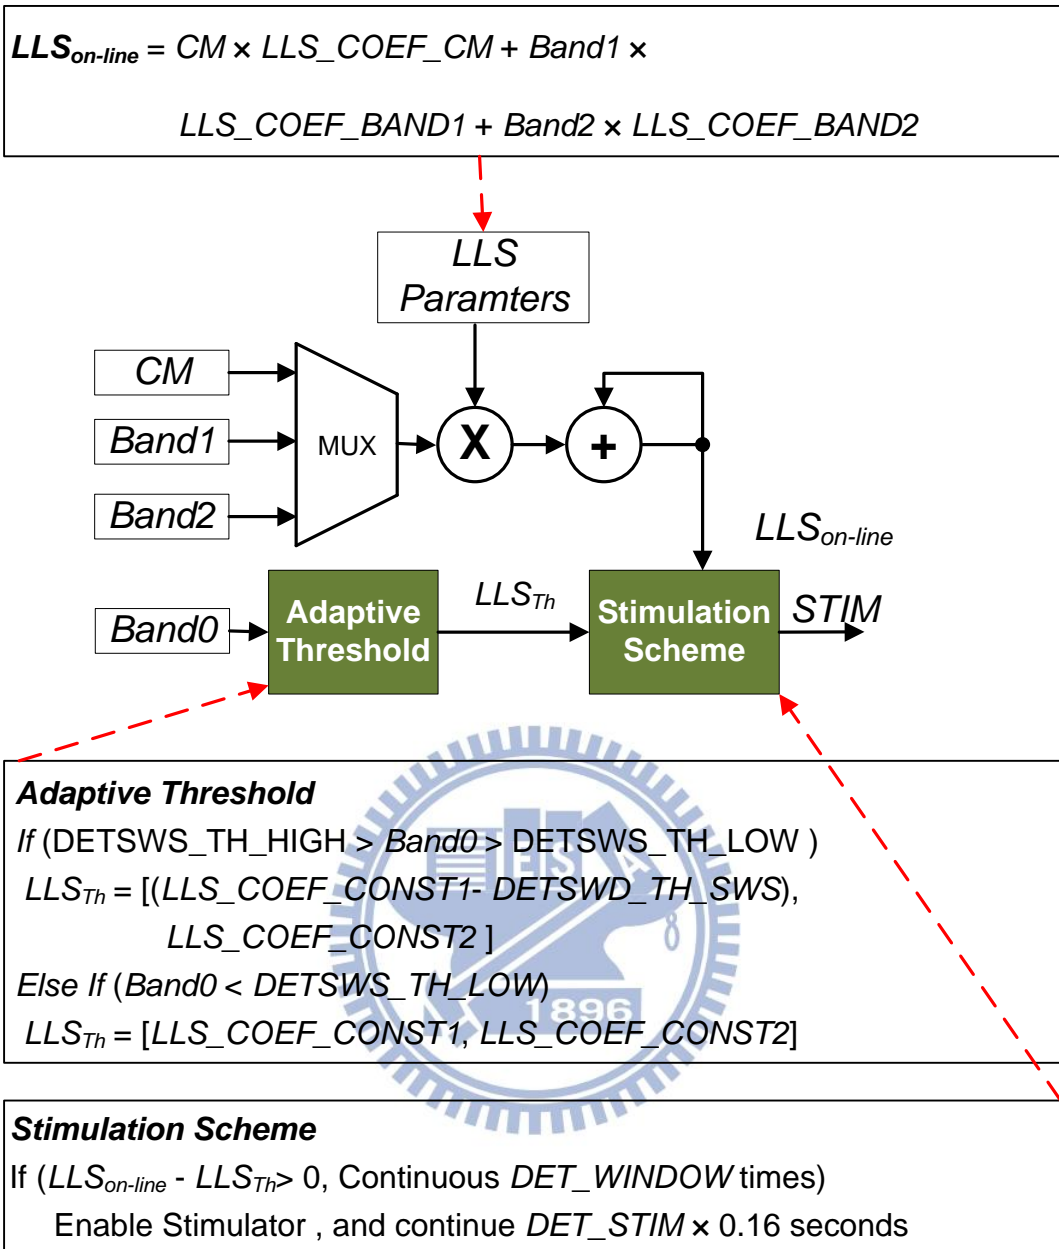 LLSon-line = CM × LLS_COEF_CM + Band1 ×
LLS_COEF_BAND1 + Band2 × LLS_COEF_BAND2
LLS
Paramters
CM
Band1
Band2
MUX
X
+
LLSon-line
Band0
Adaptive
Threshold
LLSTh
Stimulation
Scheme
STIM
Adaptive Threshold
If (DETSWS_TH_HIGH > Band0 > DETSWS_TH_LOW )
LLSTh = [(LLS_COEF_CONST1- DETSWD_TH_SWS),
LLS_COEF_CONST2 ]
Else If (Band0 < DETSWS_TH_LOW)
LLSTh = [LLS_COEF_CONST1, LLS_COEF_CONST2]
ESA
1896
Stimulation Scheme
If (LLSon-line - LLSTh> 0, Continuous DET_WINDOW times)
Enable Stimulator , and continue DET_STIM × 0.16 seconds